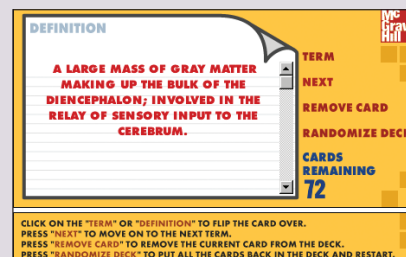 DEFINITION
Mc
Graw
Hill
A LARGE MASS OF GRAY MATTER
MAKING UP THE BULK OF THE
DIENCEPHALON; INVOLVED IN THE
RELAY OF SENSORY INPUT TO THE
CEREBRUM.
TERM
NEXT
REMOVE CARD
RANDOMIZE DECK
CARDS
REMAINING
72
CLICK ON THE "TERM" OR "DEFINITION" TO FLIP THE CARD OVER.
PRESS "NEXT" TO MOVE ON TO THE NEXT TERM.
PRESS "REMOVE CARD" TO REMOVE THE CURRENT CARD FROM THE DECK.
PRESS "RANDOMIZE DECK" TO PUT ALL THE CARDS BACK IN THE DECK AND RESTART.